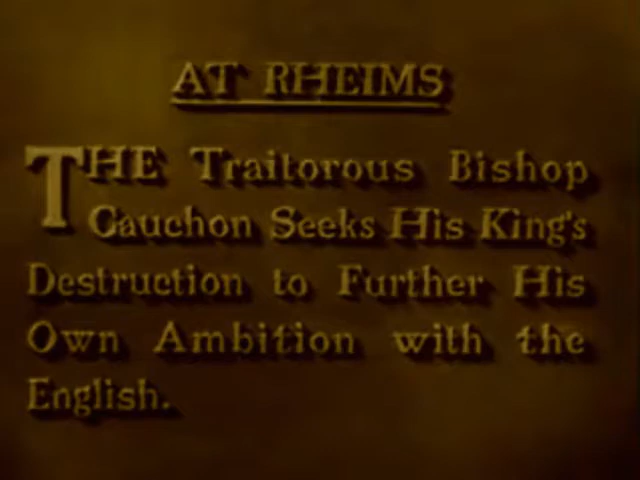 AT RHEIMS
THE Traitorous Bishop
Cauchon Seeks His King's
Destruction to Further His
Own Ambition with the
English.